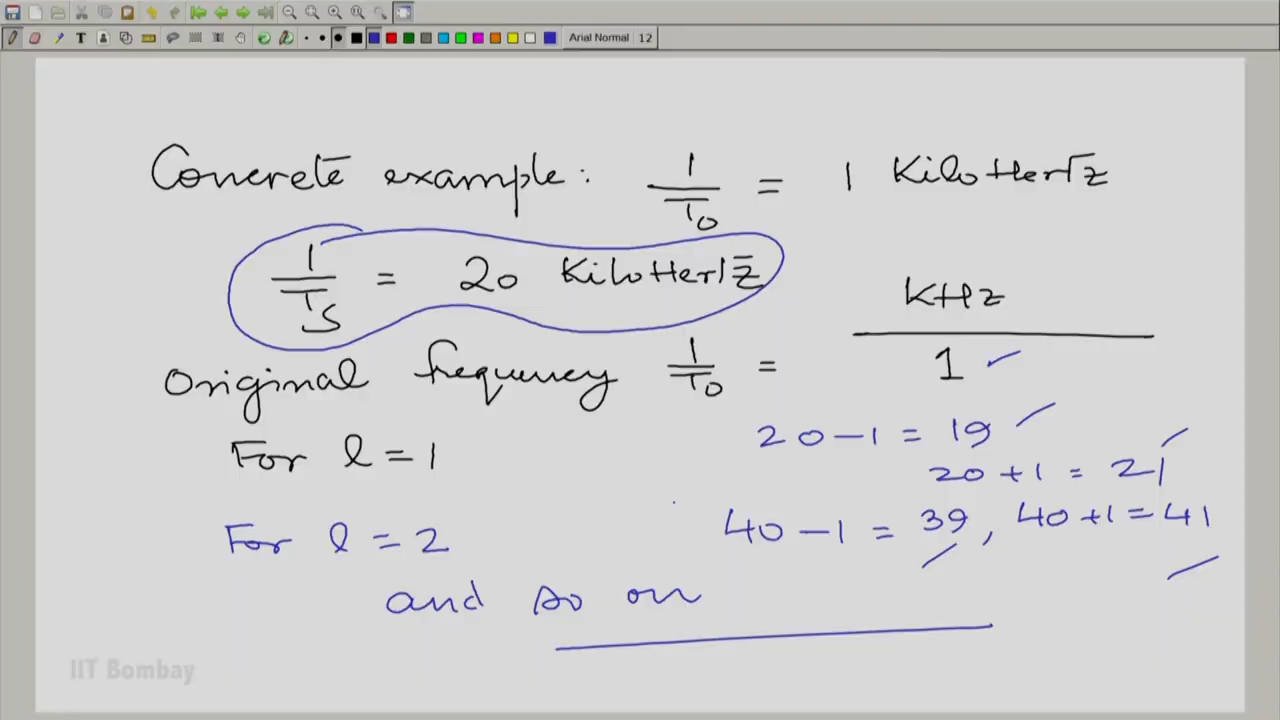 Arial Normal 12
Concrete example: 1/T0 = 1 KiloHertz
1/TS = 20 KiloHertz
KHz
Original frequency 1/T0 = 1
20 - 1 = 19
For l = 1
20 + 1 = 21
For l = 2 40 - 1 = 39, 40 + 1 = 41
and so on
IIT Bombay